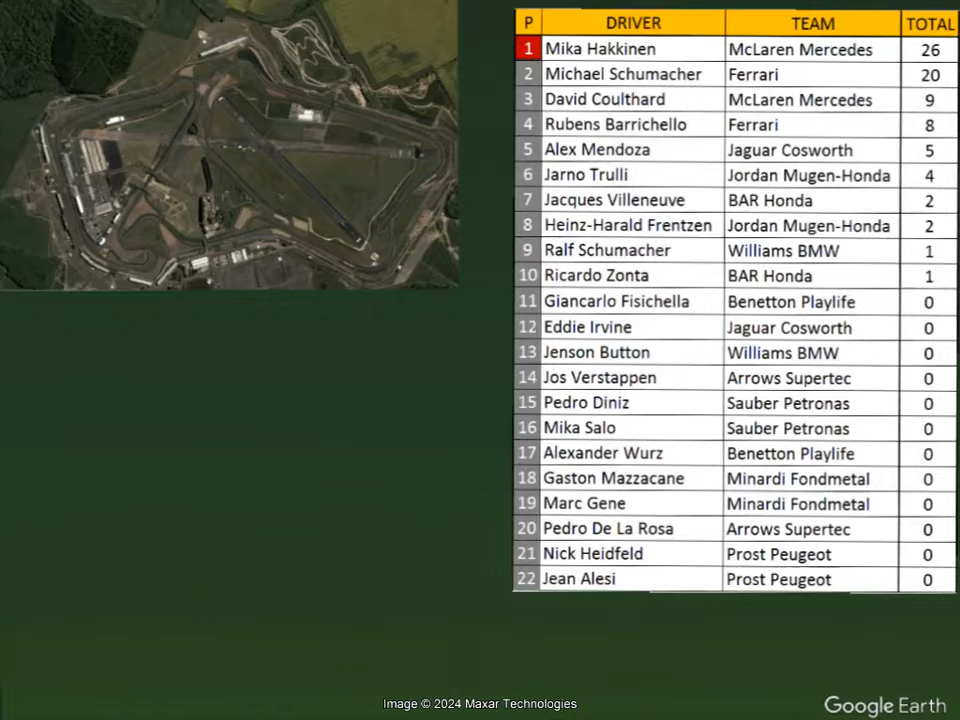 P DRIVER TEAM TOTAL
1 Mika Hakkinen McLaren Mercedes 26
2 Michael Schumacher Ferrari 20
3 David Coulthard McLaren Mercedes 9
4 Rubens Barrichello Ferrari 8
5 Alex Mendoza Jaguar Cosworth 5
6 Jarno Trulli Jordan Mugen-Honda 4
7 Jacques Villeneuve BAR Honda 2
8 Heinz-Harald Frentzen Jordan Mugen-Honda 2
9 Ralf Schumacher Williams BMW 1
10 Ricardo Zonta BAR Honda 1
11 Giancarlo Fisichella Benetton Playlife 0
12 Eddie Irvine Jaguar Cosworth 0
13 Jenson Button Williams BMW 0
14 Jos Verstappen Arrows Supertec 0
15 Pedro Diniz Sauber Petronas 0
16 Mika Salo Sauber Petronas 0
17 Alexander Wurz Benetton Playlife 0
18 Gaston Mazzacane Minardi Fondmetal 0
19 Marc Gene Minardi Fondmetal 0
20 Pedro De La Rosa Arrows Supertec 0
21 Nick Heidfeld Prost Peugeot 0
22 Jean Alesi Prost Peugeot 0
Image © 2024 Maxar Technologies
Google Earth